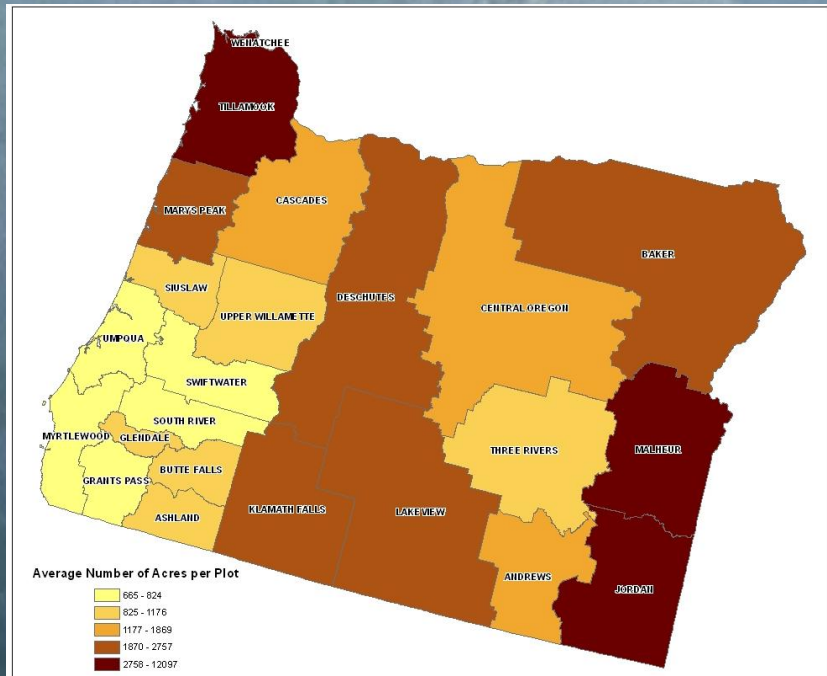 WENATCHEE
TILLAMOOK
CASCADES
MARYS PEAK
BAKER
SIUSLAW
DESCHUTES
UPPER WILLAMETTE
CENTRAL OREGON
UMPQUA
SWIFTWATER
SOUTH RIVER
MYRTLEWOOD
GLENDALE
THREE RIVERS
MALHEUR
BUTTE FALLS
GRANTS PASS
KLAMATH FALLS
LAKEVIEW
ASHLAND
ANDREWS
JORDAN
Average Number of Acres per Plot
665 - 824
825 - 1176
1177 - 1869
1870 - 2757
2758 - 12097